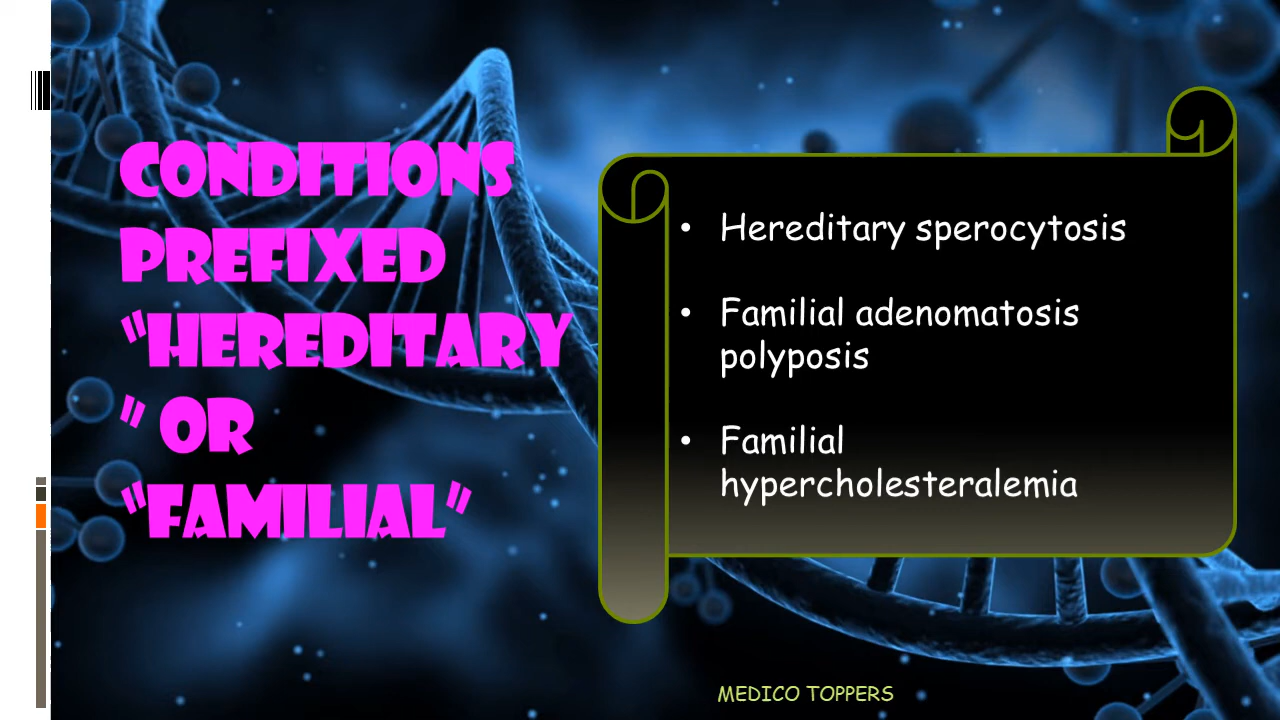 CONDITIONS
PREFIXED
"HEREDITARY
" OR
"FAMILIAL"
• Hereditary sperocytosis
• Familial adenomatosis
polyposis
• Familial
hypercholesteralemia
MEDICO TOPPERS